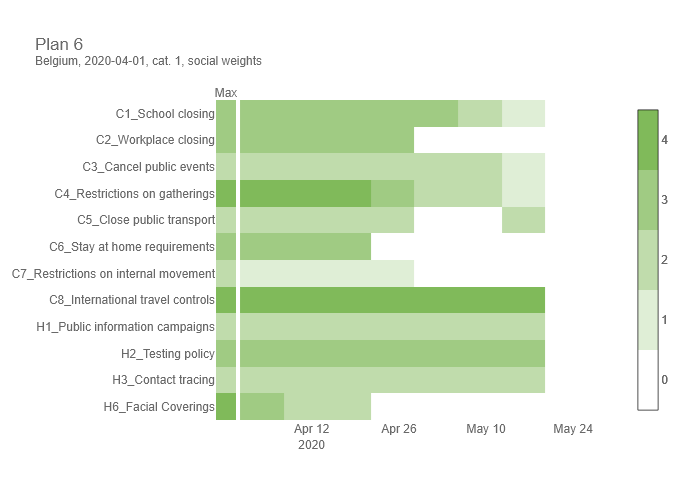 Plan 6
Belgium, 2020-04-01, cat. 1, social weights
Max
C1_School closing
C2_Workplace closing
C3_Cancel public events
C4_Restrictions on gatherings
C5_Close public transport
C6_Stay at home requirements
C7_Restrictions on internal movement
C8_International travel controls
H1_Public information campaigns
H2_Testing policy
H3_Contact tracing
H6_Facial Coverings
Apr 12
2020
Apr 26
May 10
May 24
4
3
2
1
0